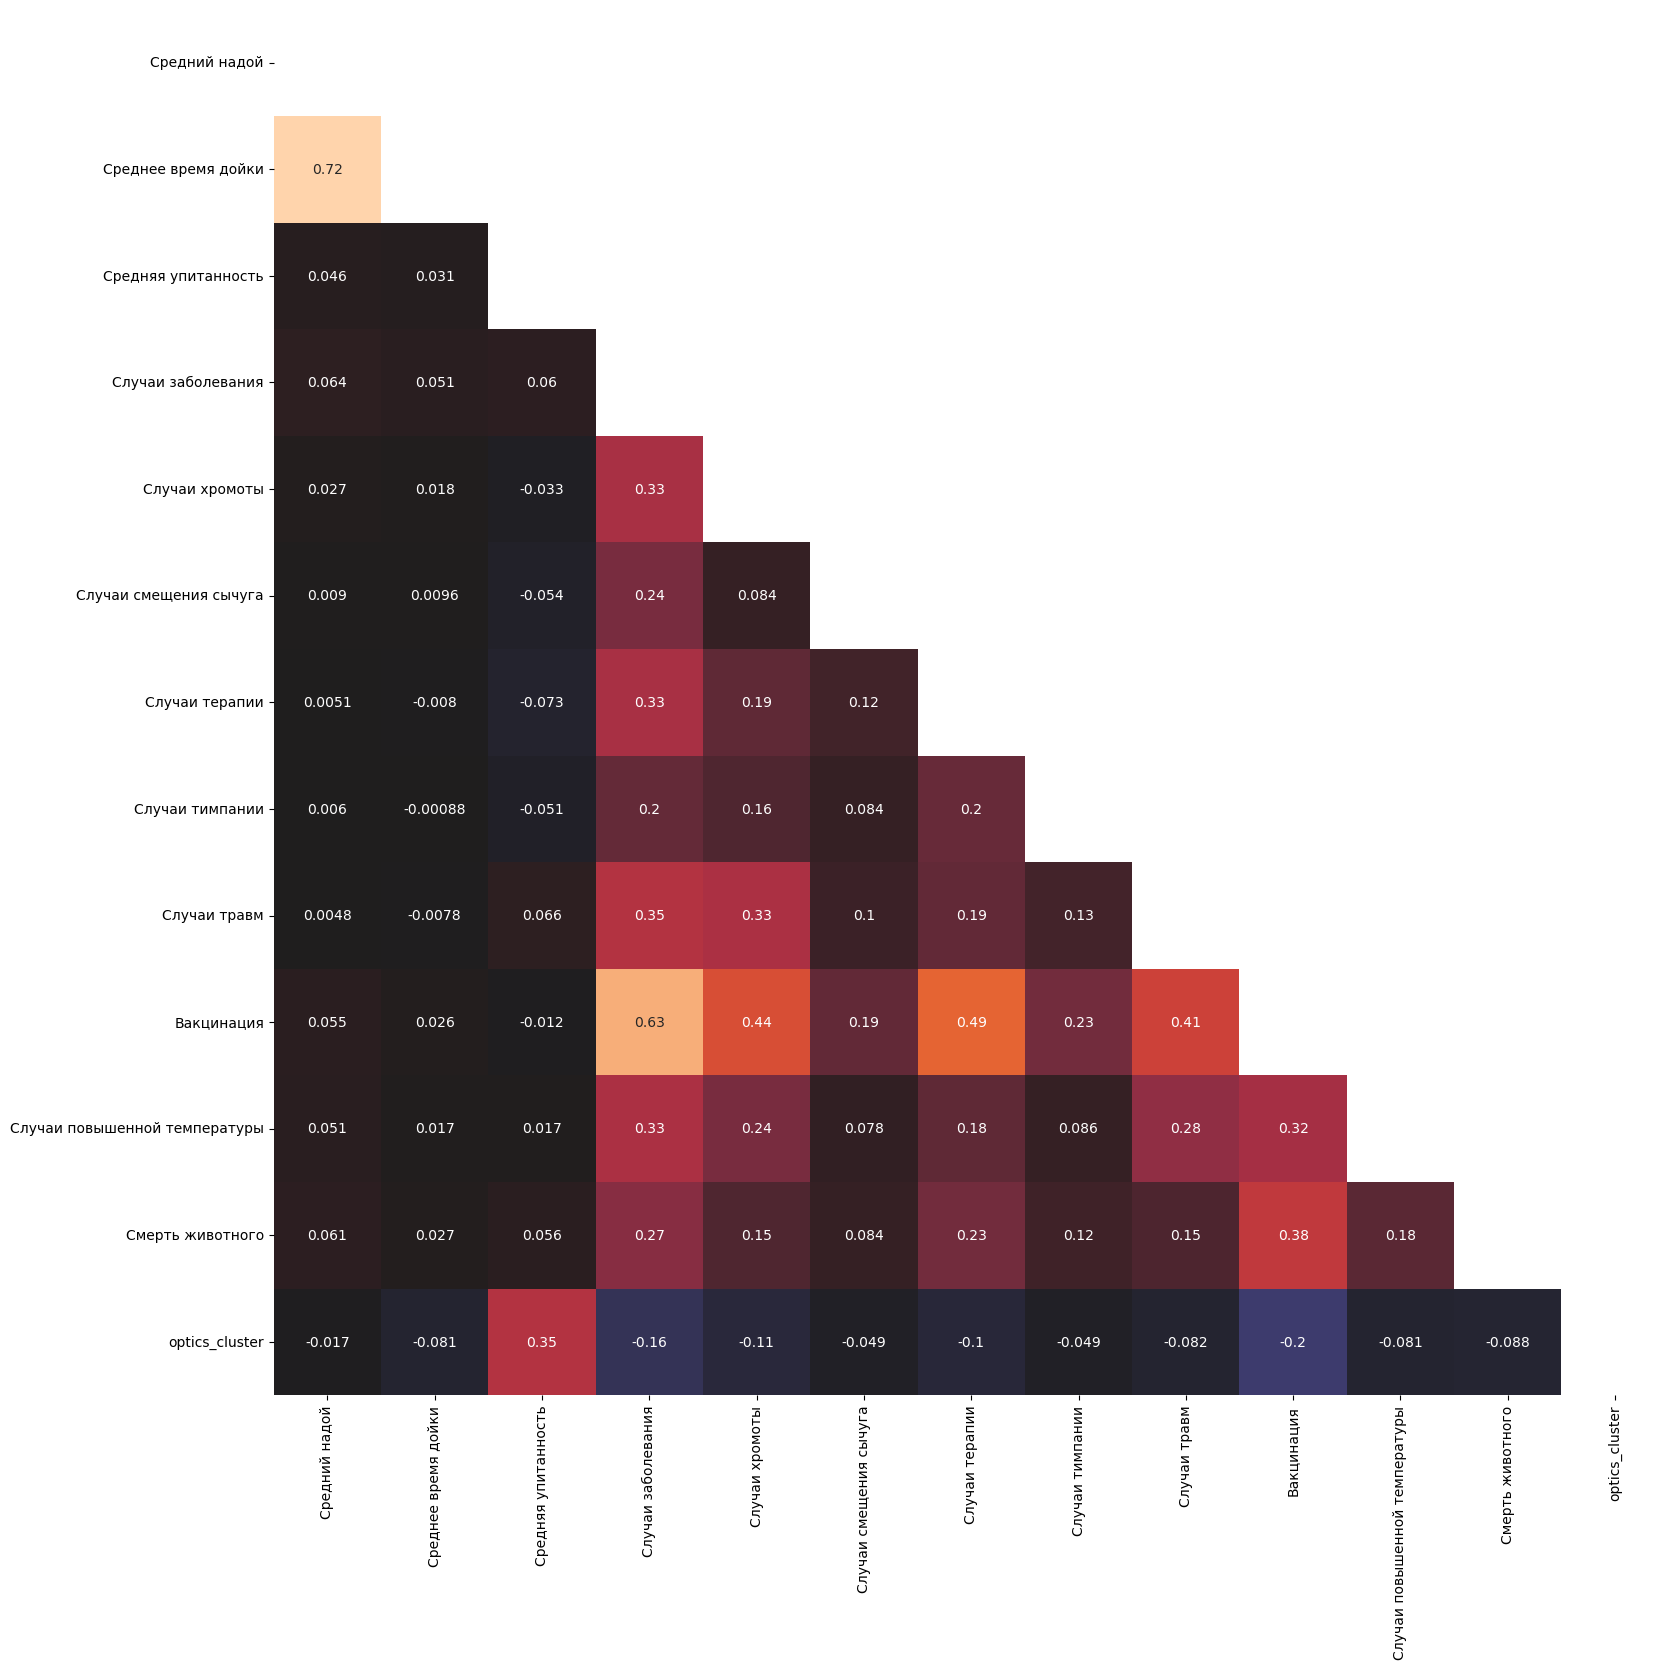 Средний надой
Среднее время дойки
0.72
Средняя упитанность
0.046 0.031
Случаи заболевания
0.064 0.051 0.06
Случаи хромоты
0.027 0.018 -0.033 0.33
Случаи смещения сычуга
0.009 0.0096 -0.054 0.24 0.084
Случаи терапии
0.0051 -0.008 -0.073 0.33 0.19 0.12
Случаи тимпании
0.006 -0.00088 -0.051 0.2 0.16 0.084 0.2
Случаи травм
0.0048 -0.0078 0.066 0.35 0.33 0.1 0.19 0.13
Вакцинация
0.055 0.026 -0.012 0.63 0.44 0.19 0.49 0.23 0.41
Случаи повышенной температуры
0.051 0.017 0.017 0.33 0.24 0.078 0.18 0.086 0.28 0.32
Смерть животного
0.061 0.027 0.056 0.27 0.15 0.084 0.23 0.12 0.15 0.38 0.18
optics_cluster
-0.017 -0.081 0.35 -0.16 -0.11 -0.049 -0.1 -0.049 -0.082 -0.2 -0.081 -0.088
Средний надой
Среднее время дойки
Средняя упитанность
Случаи заболевания
Случаи хромоты
Случаи смещения сычуга
Случаи терапии
Случаи тимпании
Случаи травм
Вакцинация
Случаи повышенной температуры
Смерть животного
optics_cluster